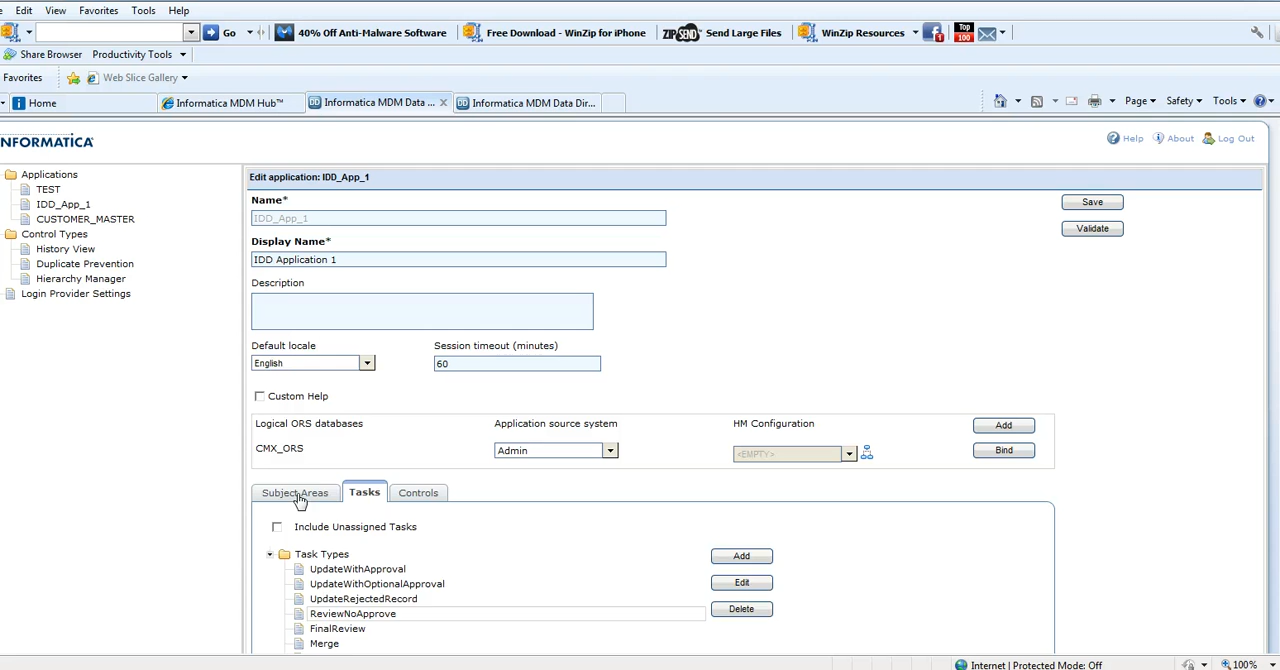 Edit View Favorites Tools Help
Go 40% Off Anti-Malware Software Free Download - WinZip for iPhone ZIPSEND Send Large Files WinZip Resources Top 100
Share Browser Productivity Tools
Favorites Web Slice Gallery
Home Informatica MDM Hub™ Informatica MDM Data ... Informatica MDM Data Dir... Page Safety Tools
NFORMATICA Help About Log Out
Applications
TEST
IDD_App_1
CUSTOMER_MASTER
Control Types
History View
Duplicate Prevention
Hierarchy Manager
Login Provider Settings
Edit application: IDD_App_1
Name*
IDD_App_1
Save
Validate
Display Name*
IDD Application 1
Description
Default locale Session timeout (minutes)
English 60
Custom Help
Logical ORS databases Application source system HM Configuration Add
CMX_ORS Admin <EMPTY> Bind
Subject Areas Tasks Controls
Include Unassigned Tasks
Task Types Add
UpdateWithApproval
UpdateWithOptionalApproval Edit
UpdateRejectedRecord
ReviewNoApprove Delete
FinalReview
Merge
Internet | Protected Mode: Off 100%